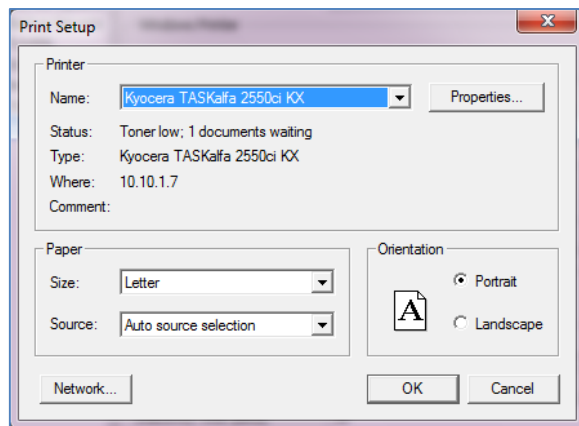 Print Setup
Printer
Name: Kyocera TASKalfa 2550ci KX Properties...
Status: Toner low; 1 documents waiting
Type: Kyocera TASKalfa 2550ci KX
Where: 10.10.1.7
Comment:
Paper Orientation
Size: Letter Portrait
A
Source: Auto source selection Landscape
Network... OK Cancel